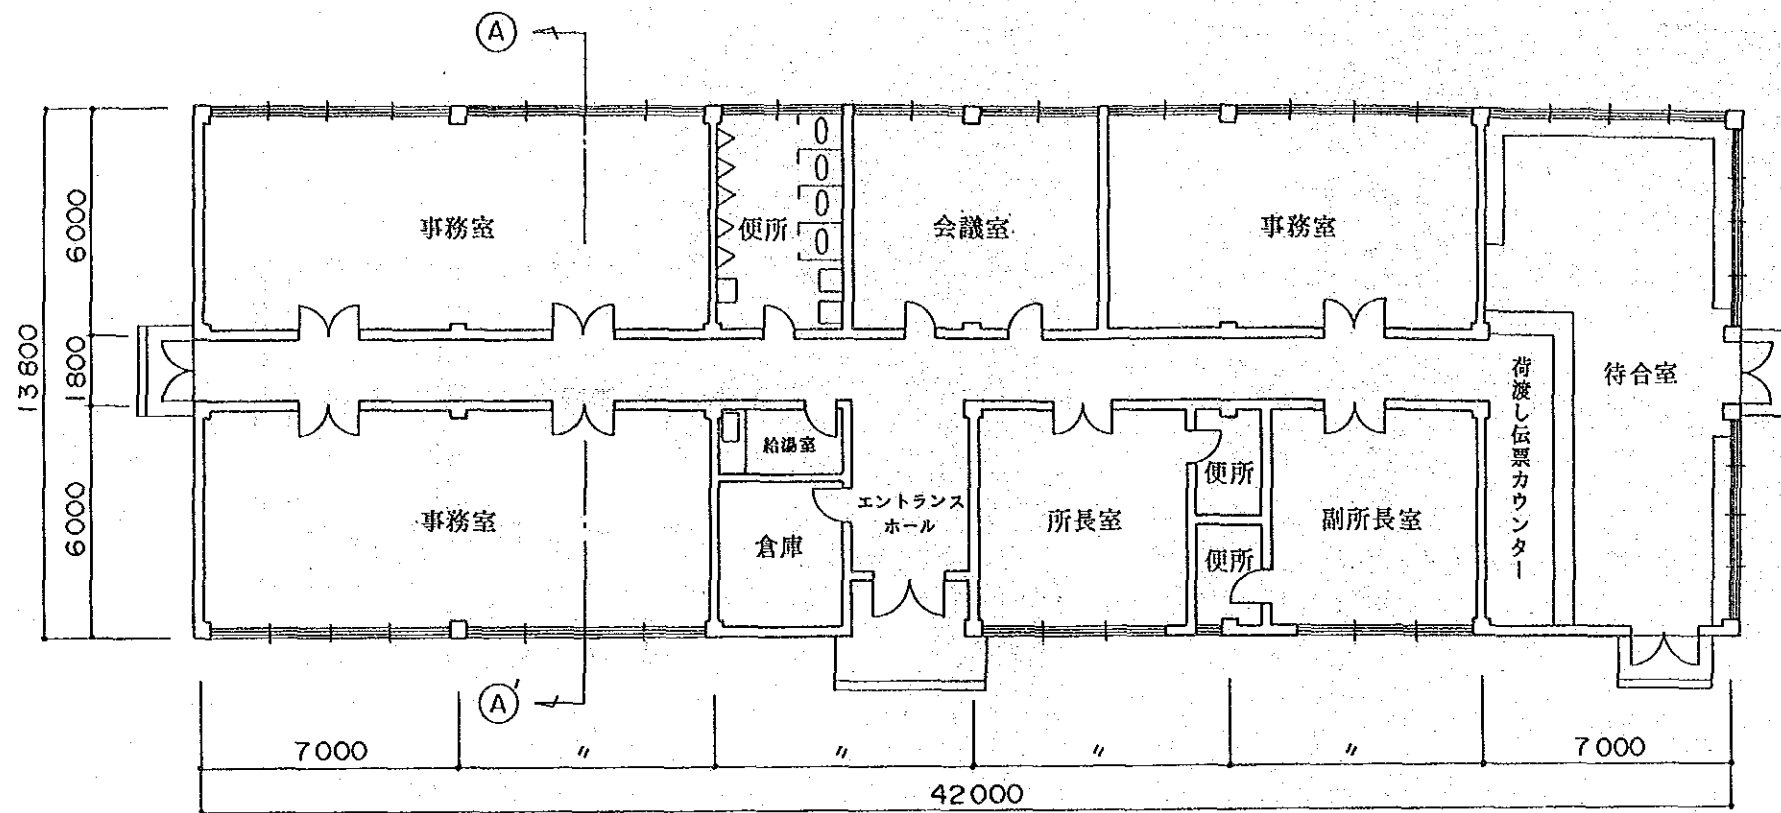 A
事務室
便所
会議室
事務室
6000
1800
6000
13800
荷渡し伝票カウンター
待合室
給湯室
エントランス
ホール
便所
事務室
倉庫
所長室
便所
副所長室
A'
7000
〃
〃
〃
〃
7000
42000